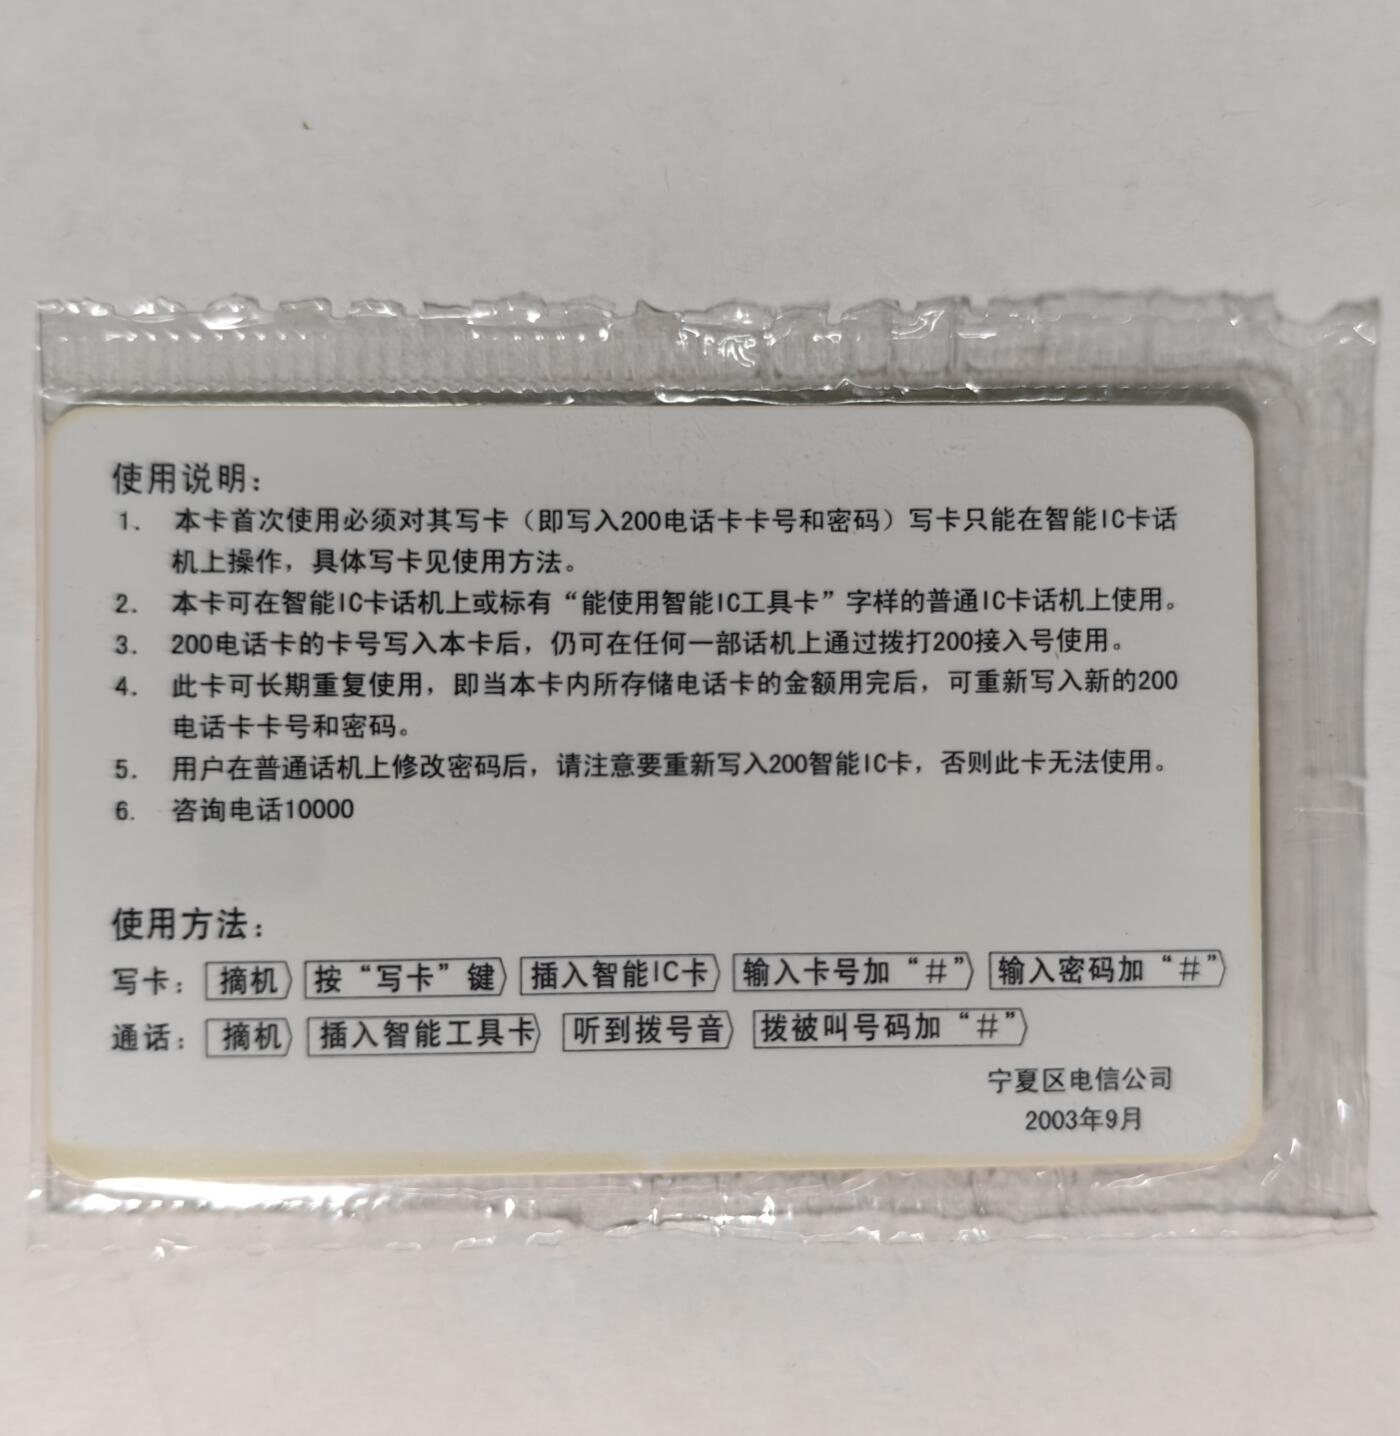 使用说明：
1. 本卡首次使用必须对其写卡（即写入200电话卡卡号和密码）写卡只能在智能IC卡话
机上操作，具体写卡见使用方法。
2. 本卡可在智能IC卡话机上或标有“能使用智能IC工具卡”字样的普通IC卡话机上使用。
3. 200电话卡的卡号写入本卡后，仍可在任何一部话机上通过拨打200接入号使用。
4. 此卡可长期重复使用，即当本卡内所存储电话卡的金额用完后，可重新写入新的200
电话卡卡号和密码。
5. 用户在普通话机上修改密码后，请注意要重新写入200智能IC卡，否则此卡无法使用。
6. 咨询电话10000
使用方法：
写卡： 摘机 按“写卡”键 插入智能IC卡 输入卡号加“＃” 输入密码加“＃”
通话： 摘机 插入智能工具卡 听到拨号音 拨被叫号码加“＃”
宁夏区电信公司
2003年9月